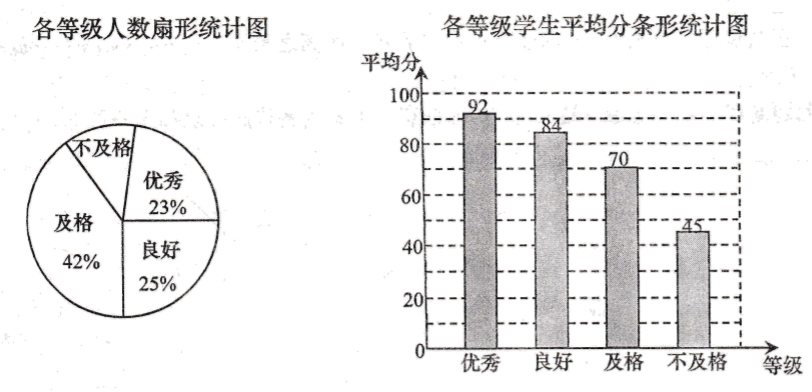 各等级人数扇形统计图
不及格
优秀
23%
及格
42%
良好
25%
各等级学生平均分条形统计图
平均分
100
80
60
40
20
0
92
84
70
45
优秀 良好 及格 不及格 等级